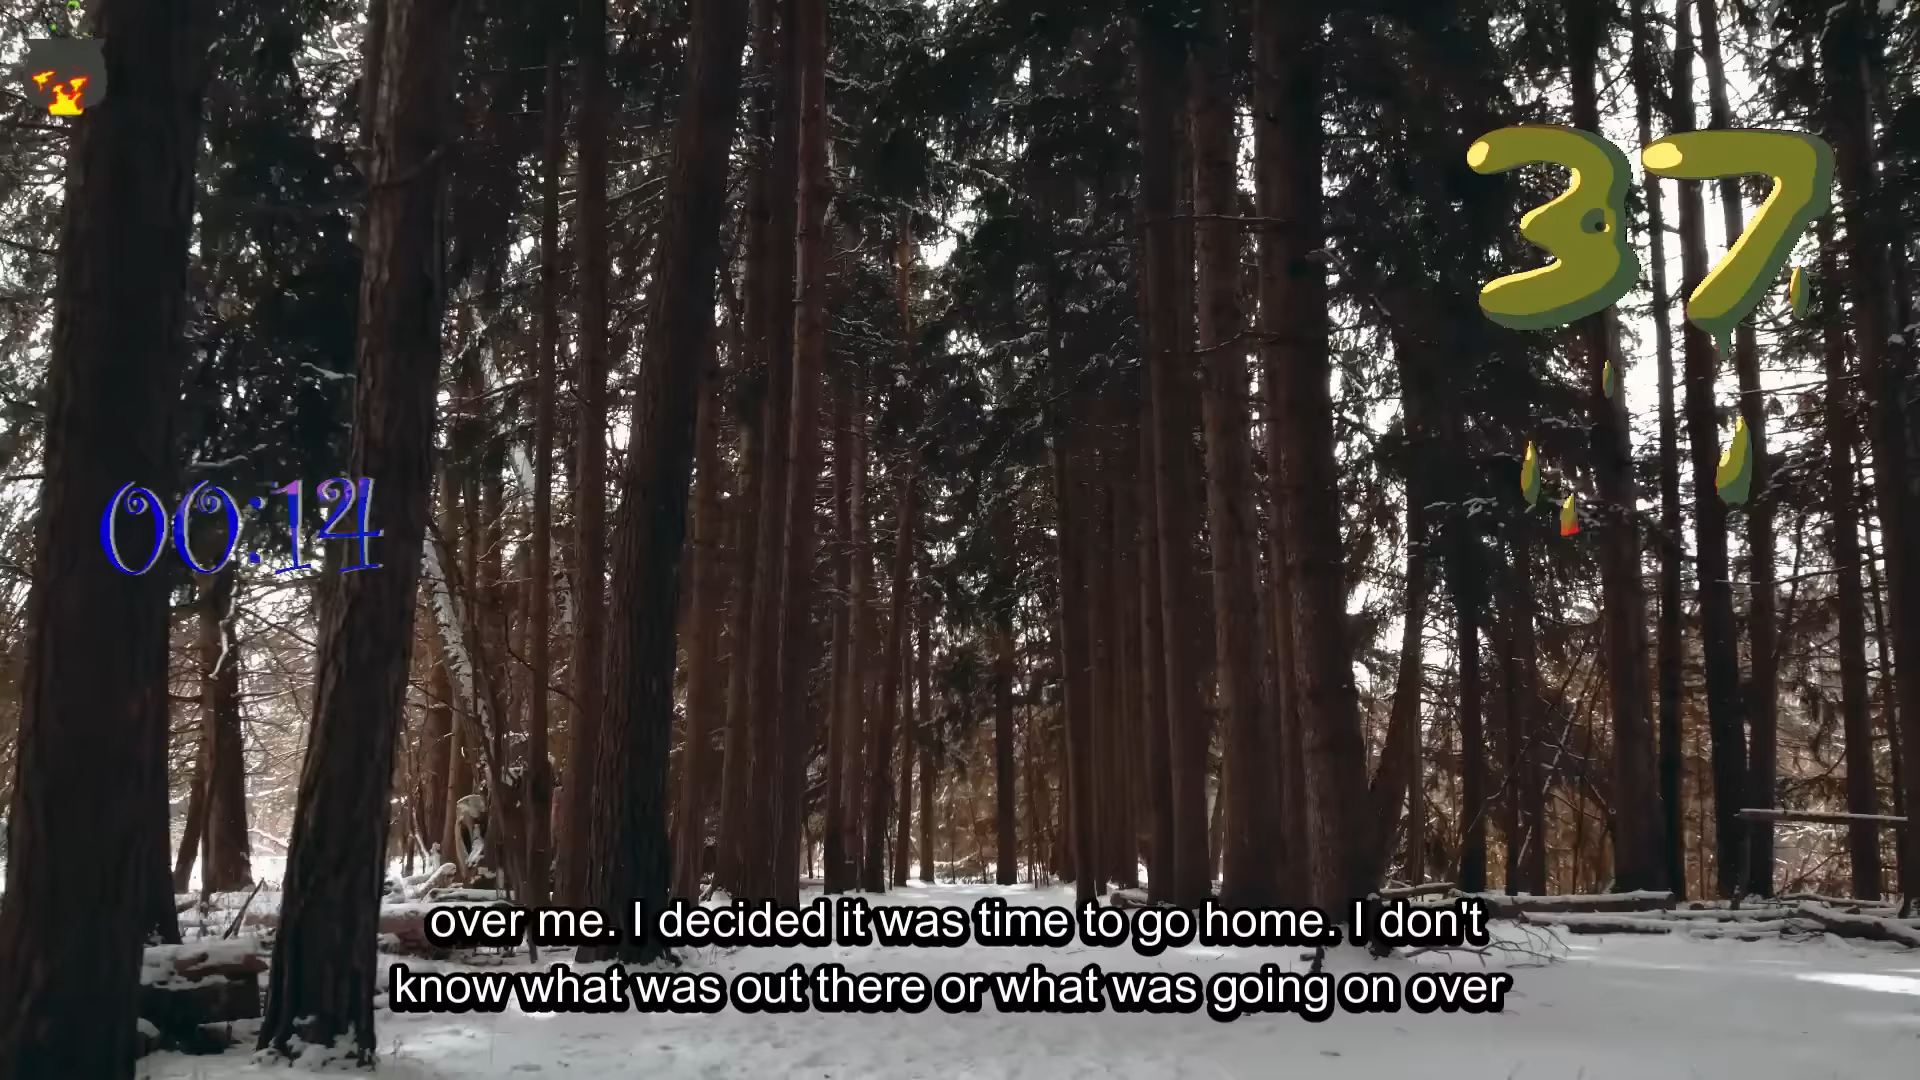 37
00:14
over me. I decided it was time to go home. I don't
know what was out there or what was going on over